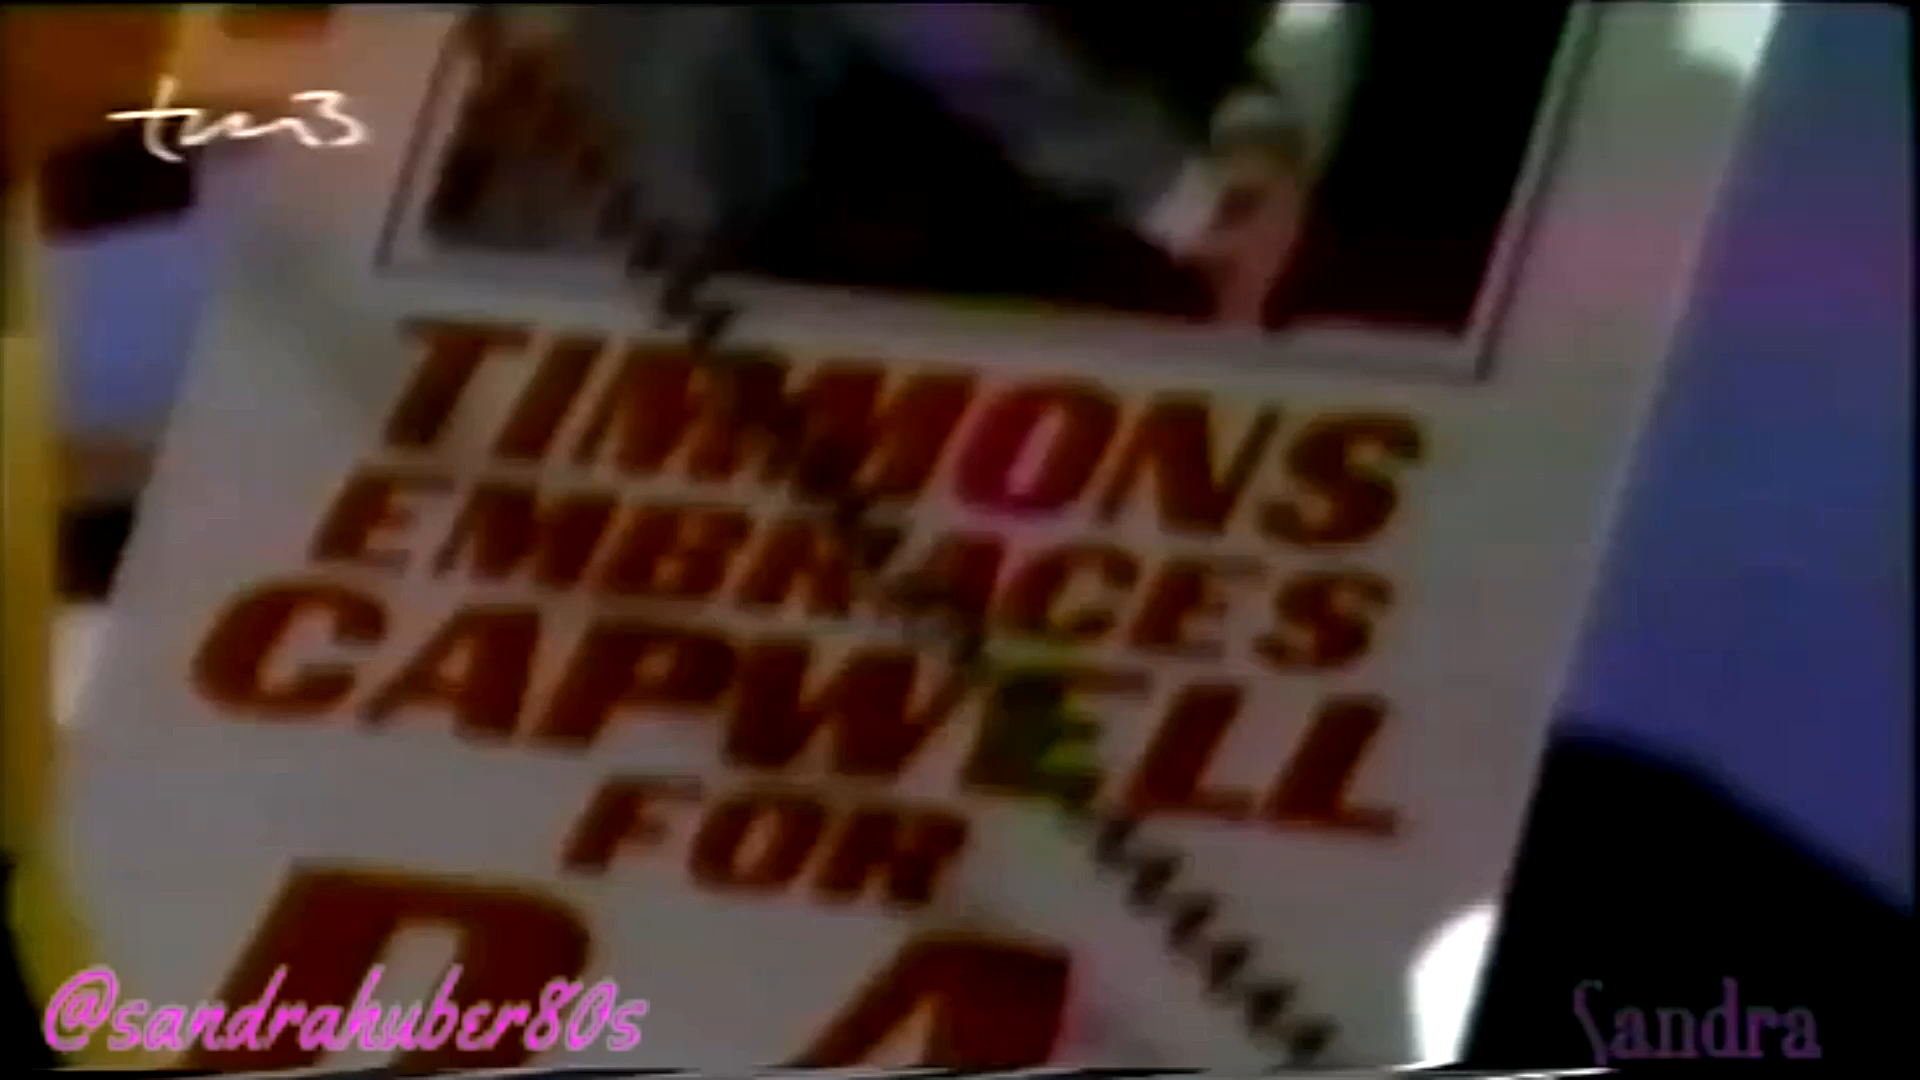 tm3
TIMMONS
EMBRACES
CAPWELL
FOR
D.A
@sandrahuber80s
Sandra